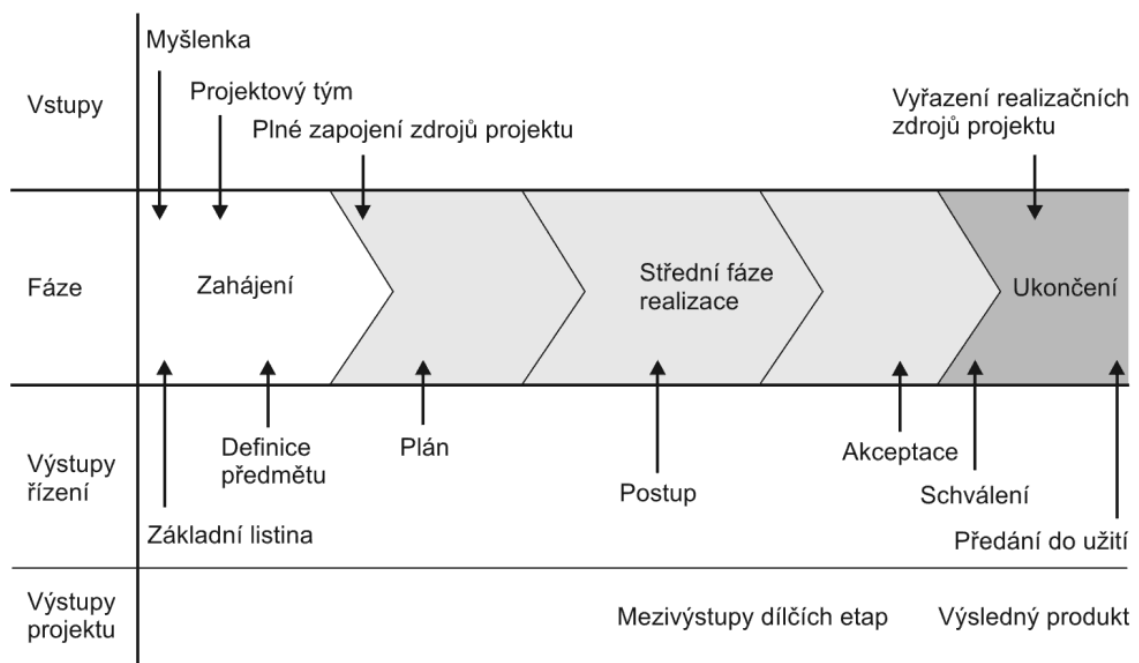 Myšlenka
Vstupy
Projektový tým
Plné zapojení zdrojů projektu
Vyřazení realizačních
zdrojů projektu
Fáze
Zahájení
Střední fáze
realizace
Ukončení
Výstupy
řízení
Definice
předmětu
Plán
Postup
Akceptace
Schválení
Základní listina
Předání do užití
Výstupy
projektu
Mezivýstupy dílčích etap
Výsledný produkt